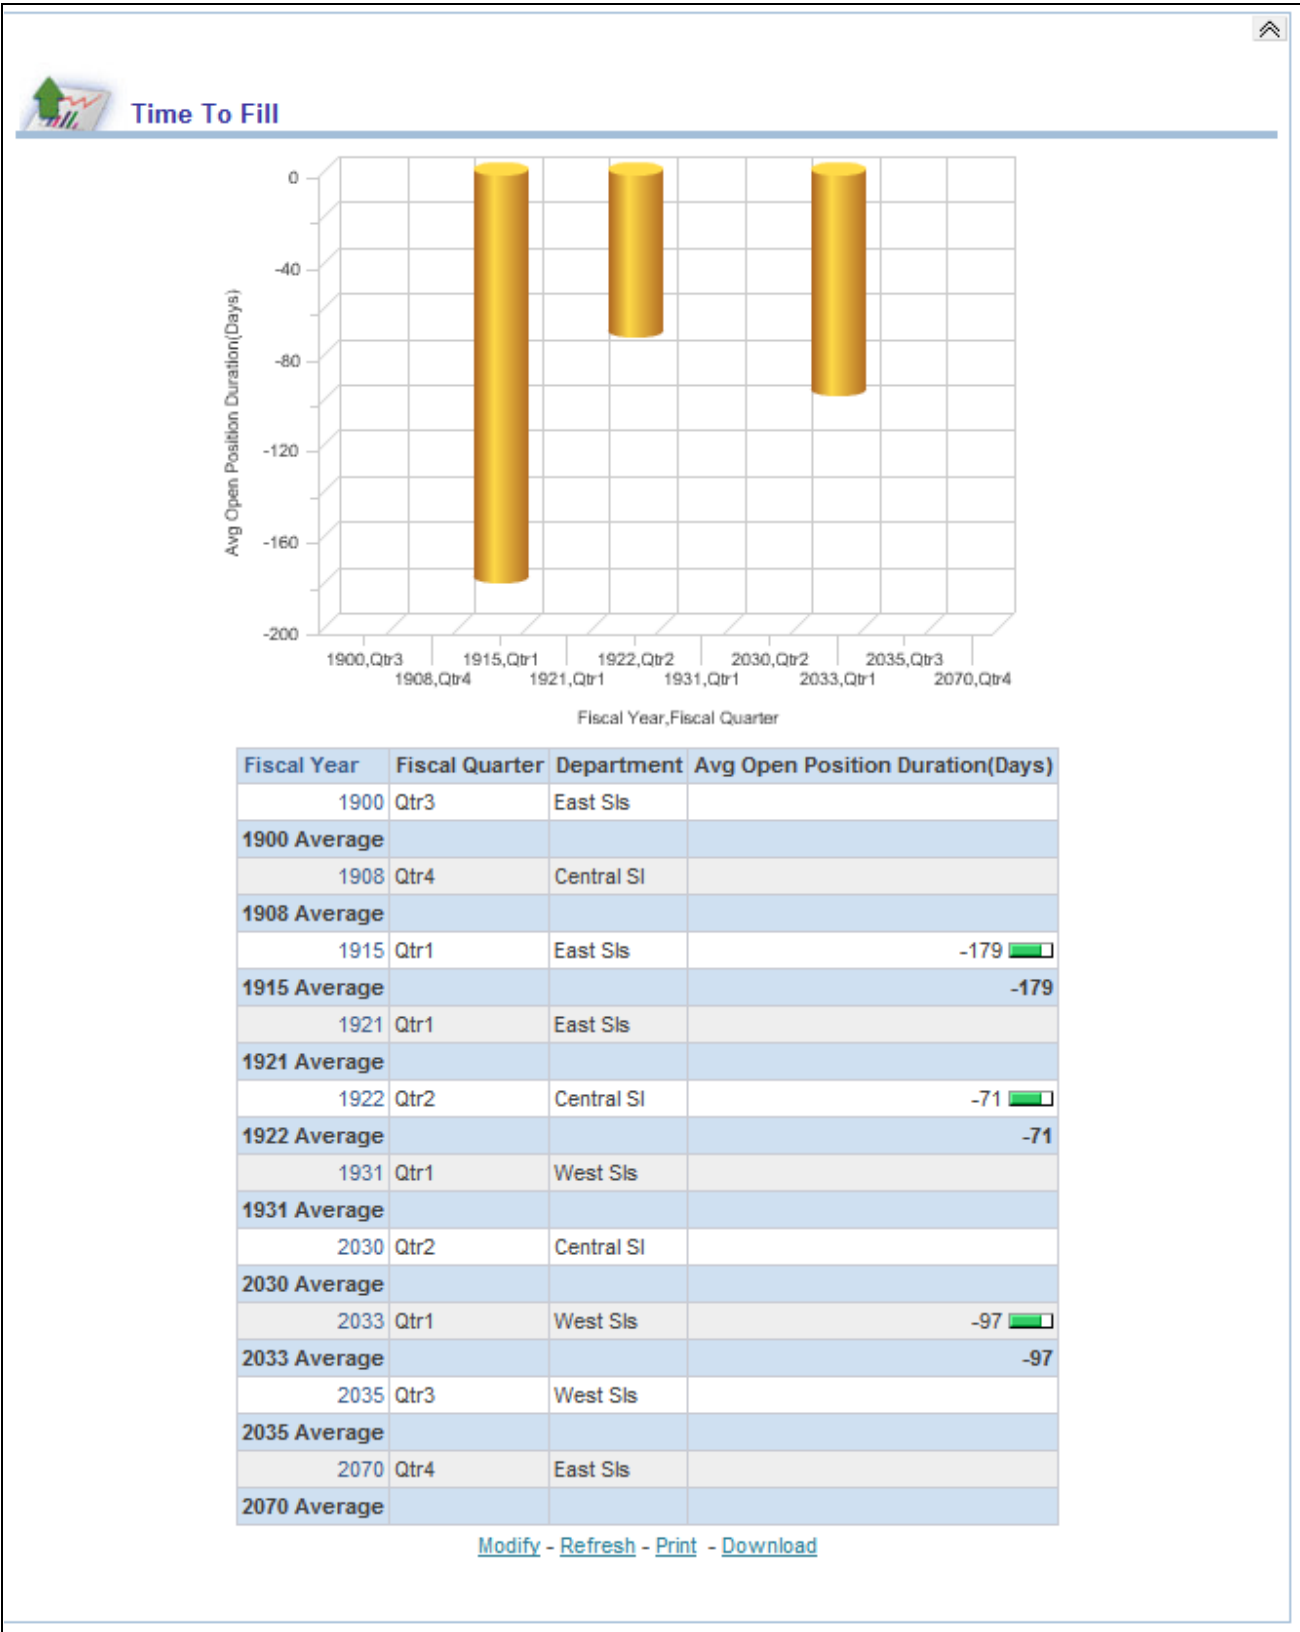 Time To Fill
0
-40
-80
-120
-160
-200
Avg Open Position Duration(Days)
1900,Qtr3 1915,Qtr1 1922,Qtr2 2030,Qtr2 2035,Qtr3
1908,Qtr4 1921,Qtr1 1931,Qtr1 2033,Qtr1 2070,Qtr4
Fiscal Year,Fiscal Quarter
Fiscal Year Fiscal Quarter Department Avg Open Position Duration(Days)
1900 Qtr3 East Sls
1900 Average
1908 Qtr4 Central Sl
1908 Average
1915 Qtr1 East Sls -179
1915 Average -179
1921 Qtr1 East Sls
1921 Average
1922 Qtr2 Central Sl -71
1922 Average -71
1931 Qtr1 West Sls
1931 Average
2030 Qtr2 Central Sl
2030 Average
2033 Qtr1 West Sls -97
2033 Average -97
2035 Qtr3 West Sls
2035 Average
2070 Qtr4 East Sls
2070 Average
Modify - Refresh - Print - Download